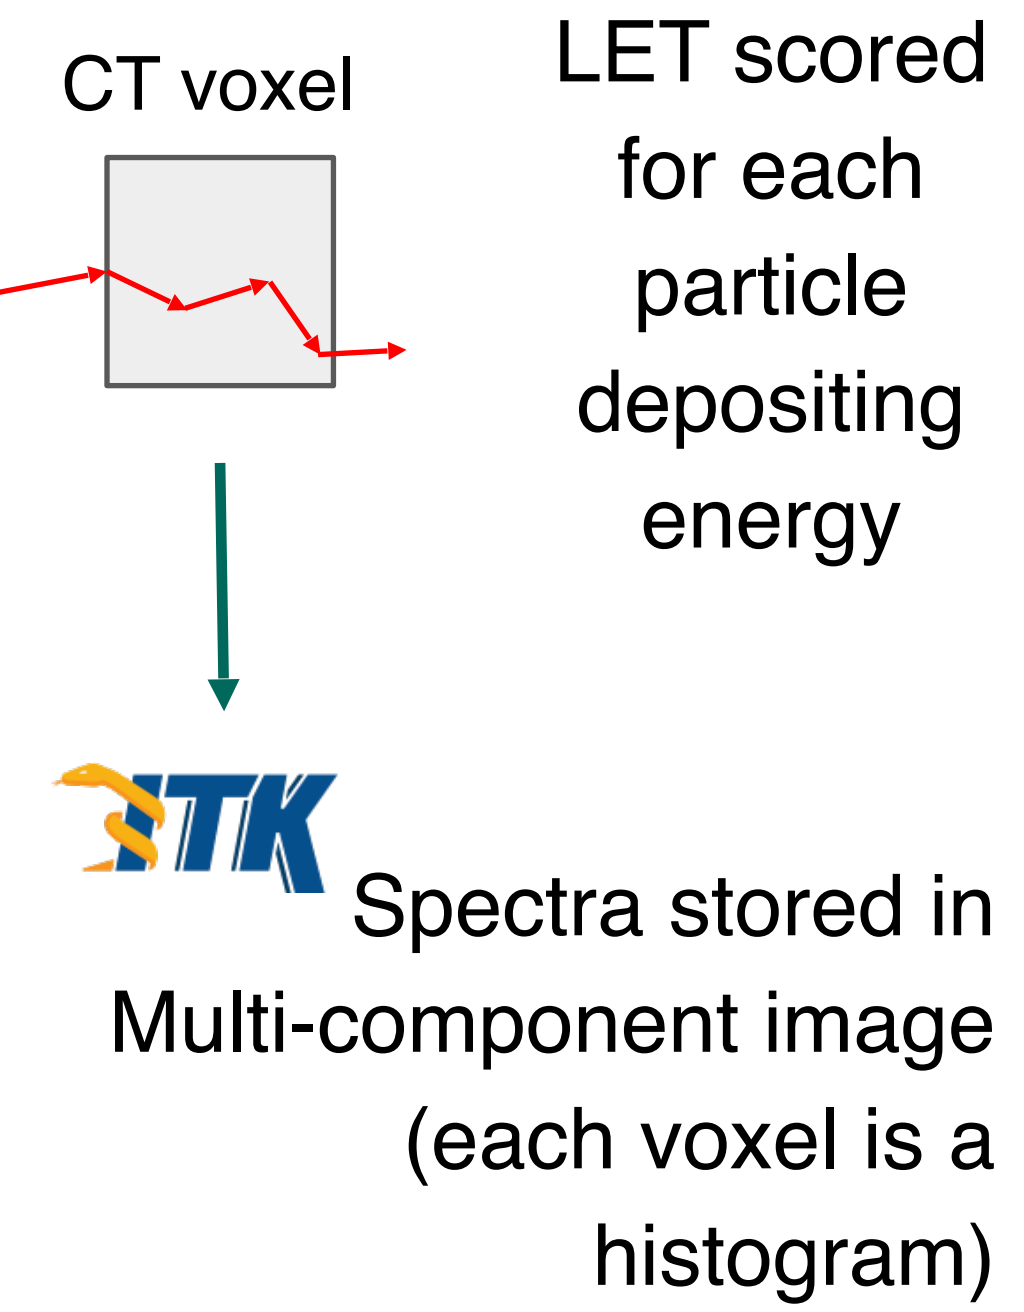 CT voxel
LET scored
for each
particle
depositing
energy
ITK
Spectra stored in
Multi-component image
(each voxel is a
histogram)